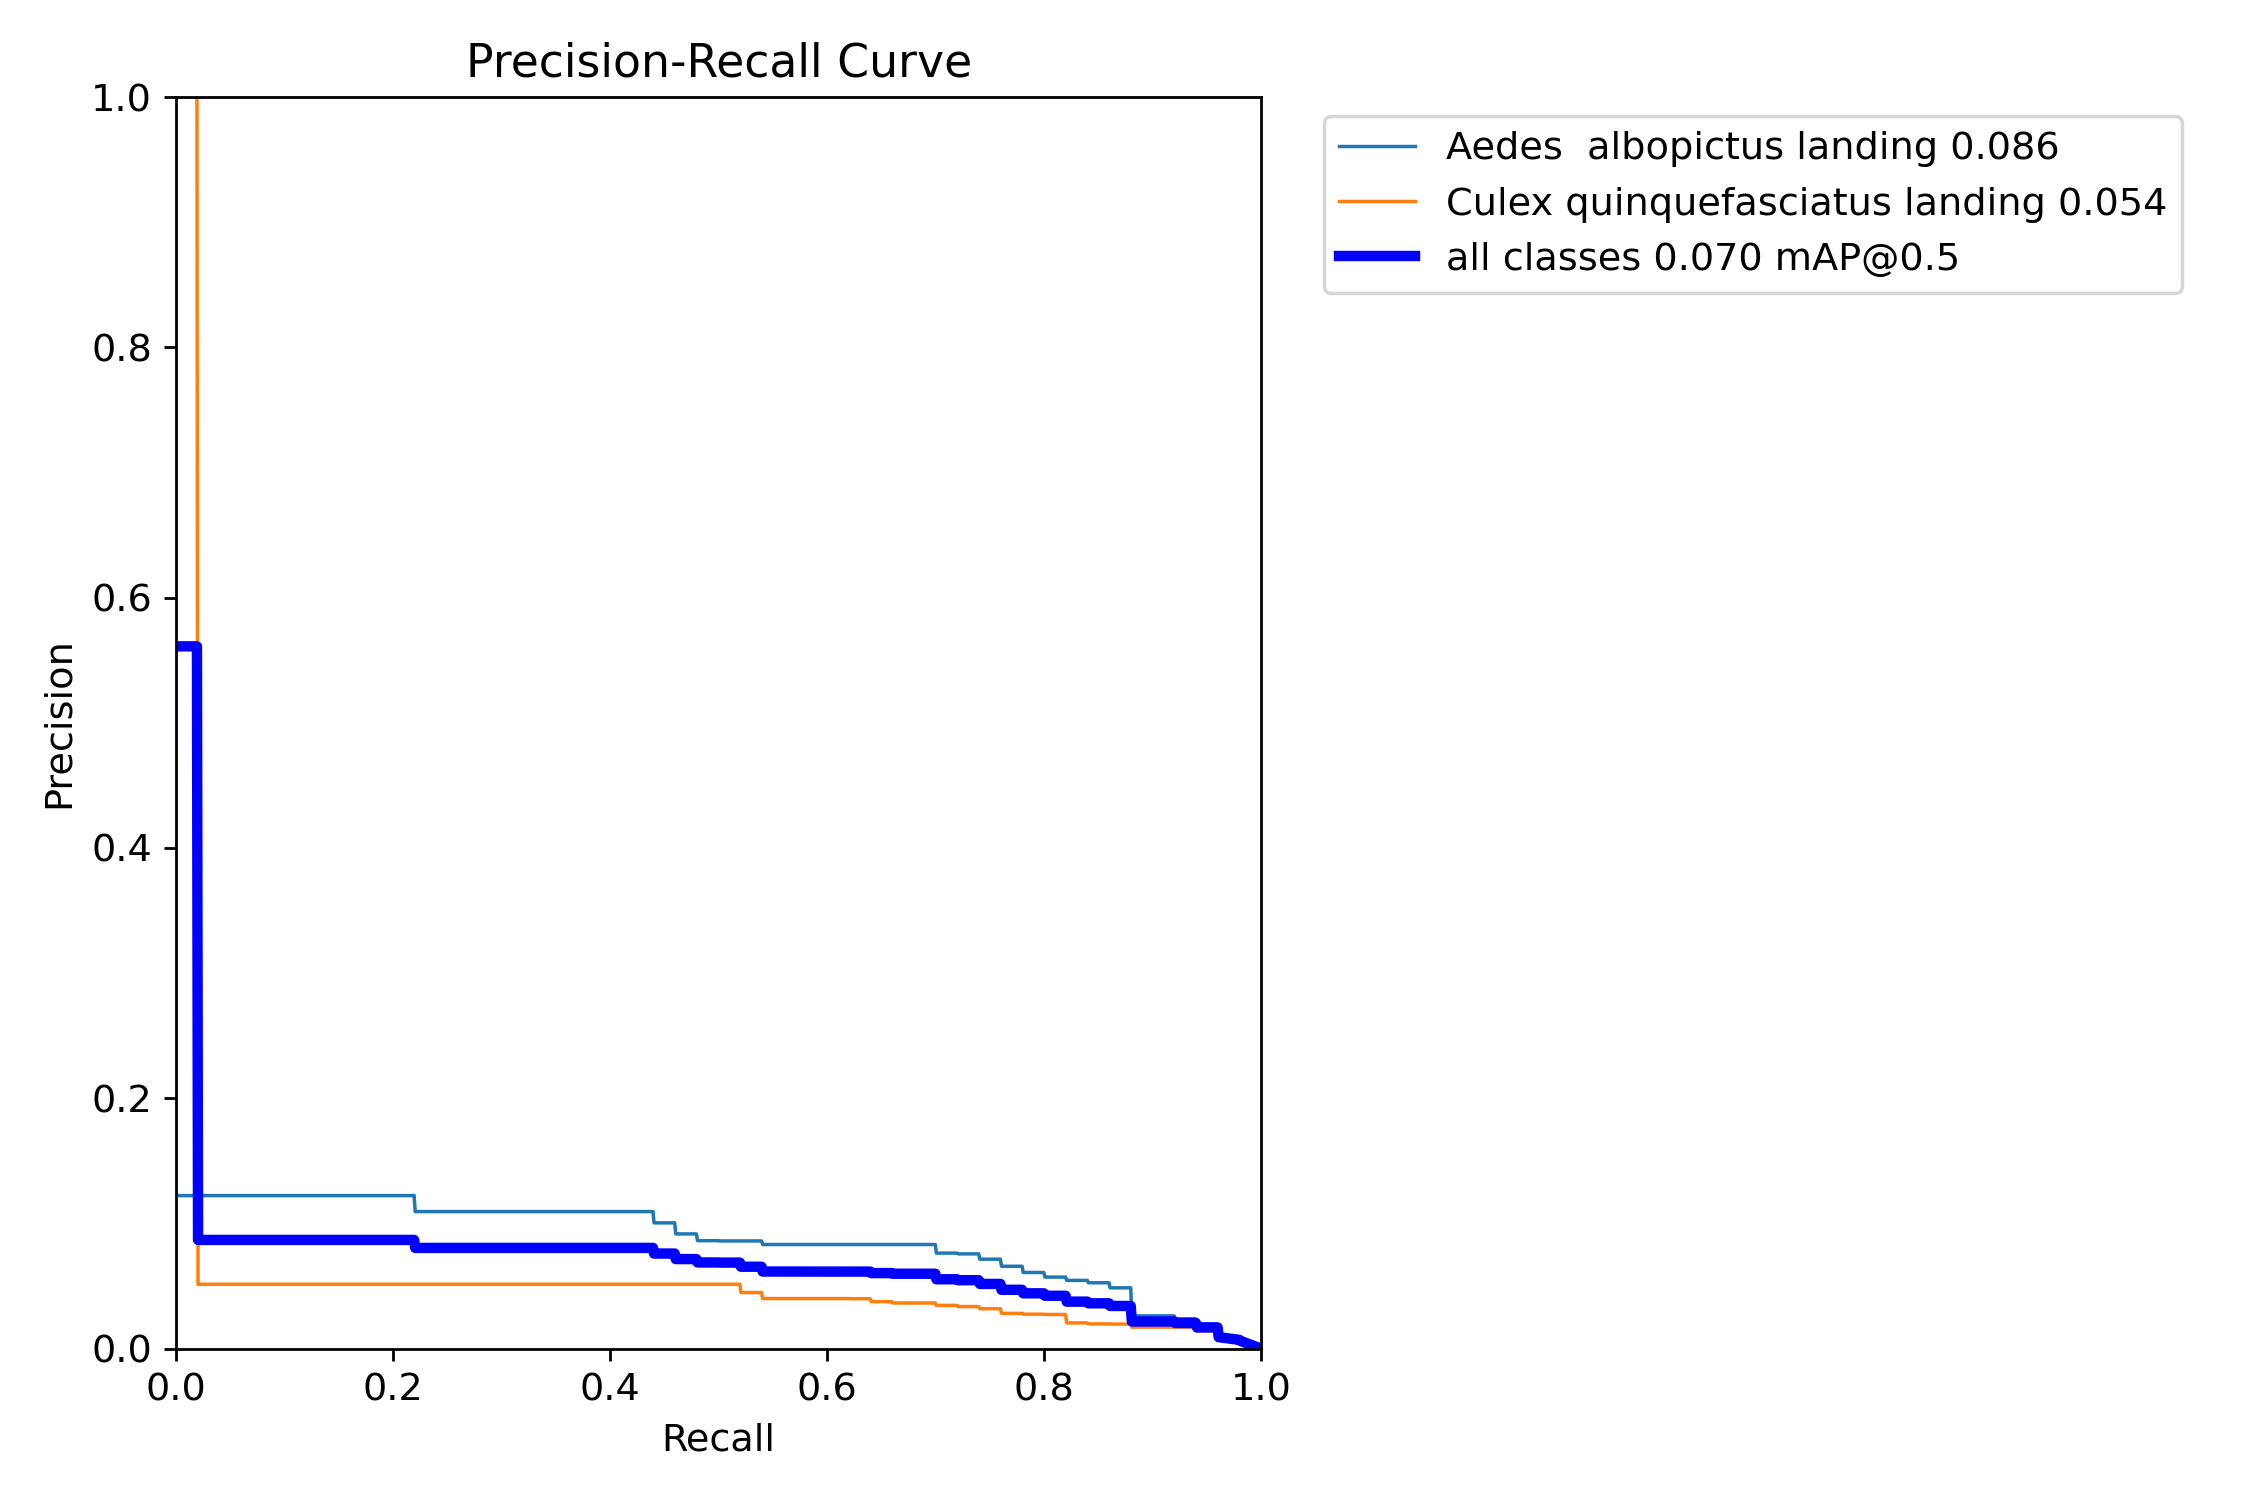 Precision-Recall Curve
Aedes  albopictus landing 0.086
Culex quinquefasciatus landing 0.054
all classes 0.070 mAP@0.5
Precision
1.0
0.8
0.6
0.4
0.2
0.0
0.0 0.2 0.4 0.6 0.8 1.0
Recall